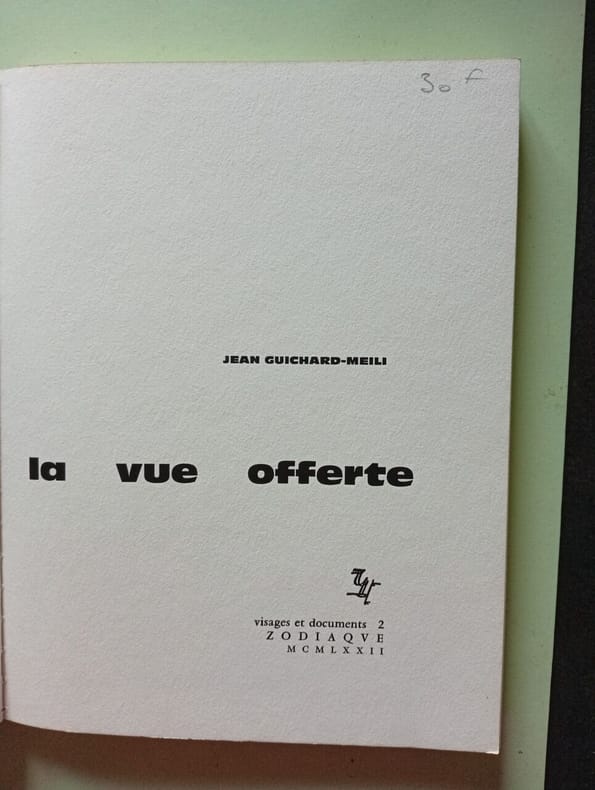 30 F
JEAN GUICHARD-MEILI
la vue offerte
visages et documents 2
ZODIAQVE
MCMLXXII